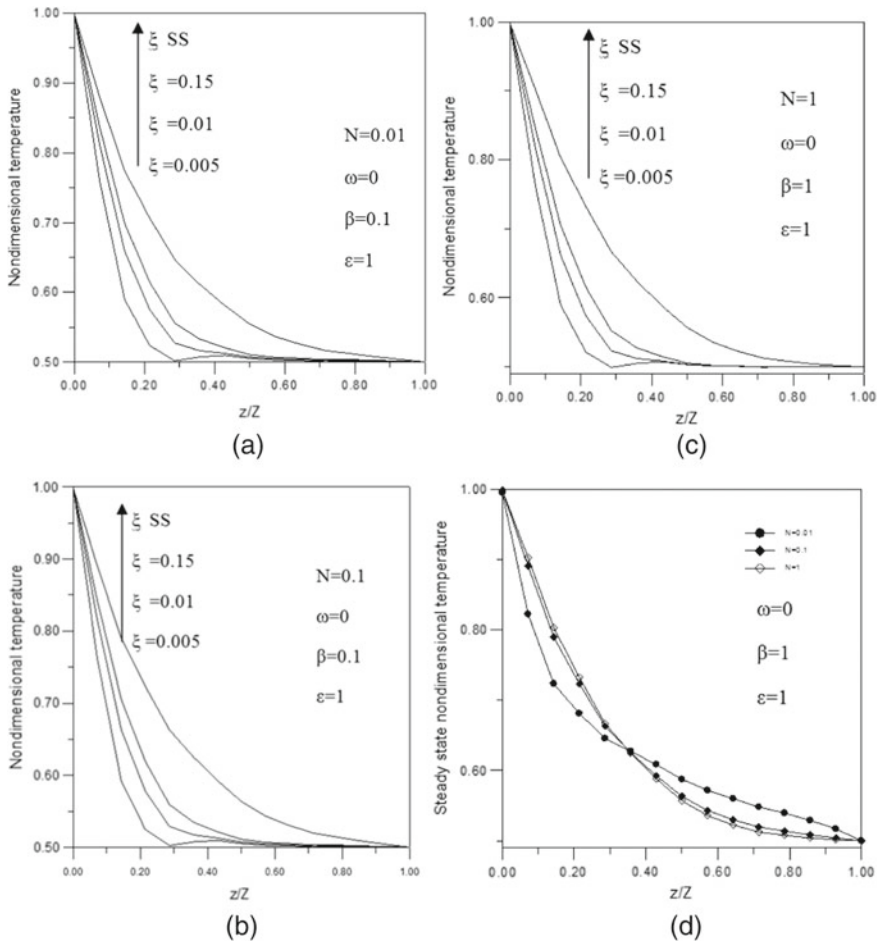 1.00
0.90
0.80
0.70
0.60
0.50
Nondimensional temperature
ξ SS
ξ =0.15
ξ =0.01
ξ =0.005
N=0.01
ω=0
β=0.1
ε=1
0.00 0.20 0.40 0.60 0.80 1.00
z/Z
(a)
1.00
0.80
0.60
Nondimensional temperature
ξ SS
ξ =0.15
ξ =0.01
ξ =0.005
N=1
ω=0
β=1
ε=1
0.00 0.20 0.40 0.60 0.80 1.00
z/Z
(c)
1.00
0.90
0.80
0.70
0.60
0.50
Nondimensional temperature
ξ SS
ξ =0.15
ξ =0.01
ξ =0.005
N=0.1
ω=0
β=0.1
ε=1
0.00 0.20 0.40 0.60 0.80 1.00
z/Z
(b)
1.00
0.80
0.60
Steady state nondimensional temperature
N=0.01
N=0.1
N=1
ω=0
β=1
ε=1
0.00 0.20 0.40 0.60 0.80 1.00
z/Z
(d)